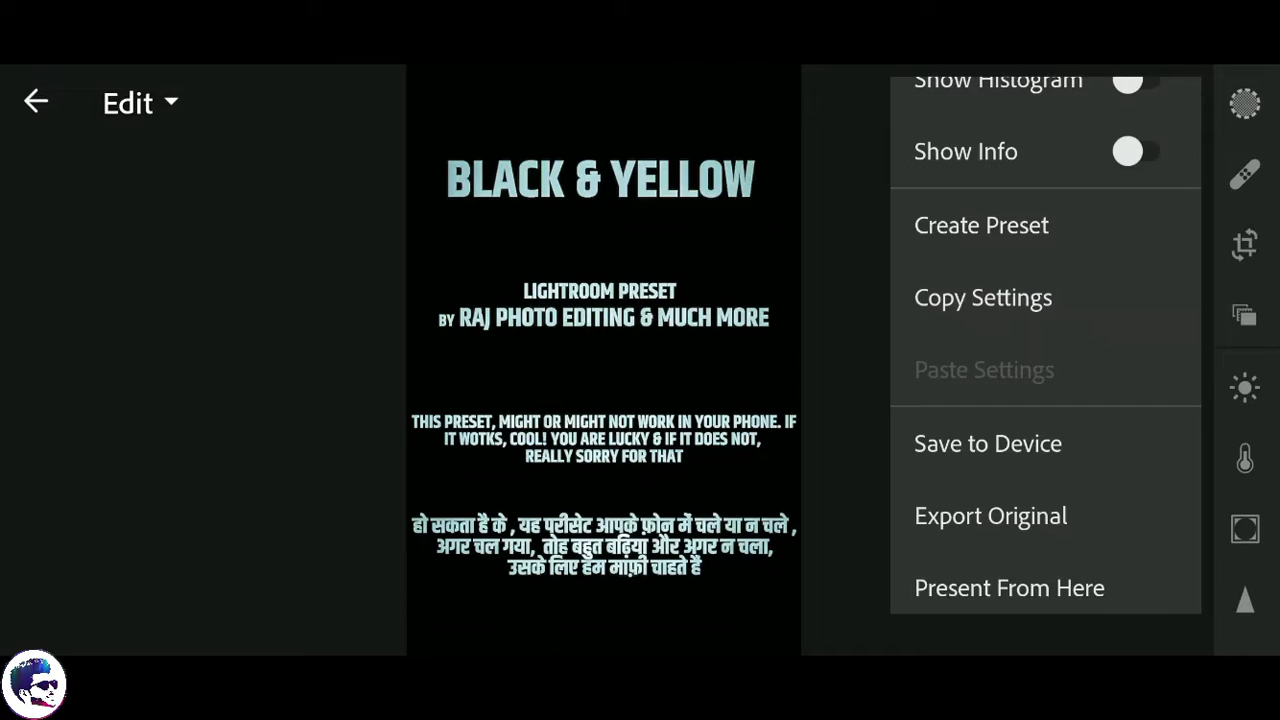 Edit
BLACK & YELLOW
LIGHTROOM PRESET
BY RAJ PHOTO EDITING & MUCH MORE
THIS PRESET, MIGHT OR MIGHT NOT WORK IN YOUR PHONE. IF
IT WOTKS, COOL! YOU ARE LUCKY & IF IT DOES NOT,
REALLY SORRY FOR THAT
हो सकता है के , यह परीसेट आपके फ़ोन में चले या न चले ,
अगर चल गया, तोह बहुत बढ़िया और अगर न चला,
उसके लिए हम माफ़ी चाहते है
Show Histogram
Show Info
Create Preset
Copy Settings
Paste Settings
Save to Device
Export Original
Present From Here